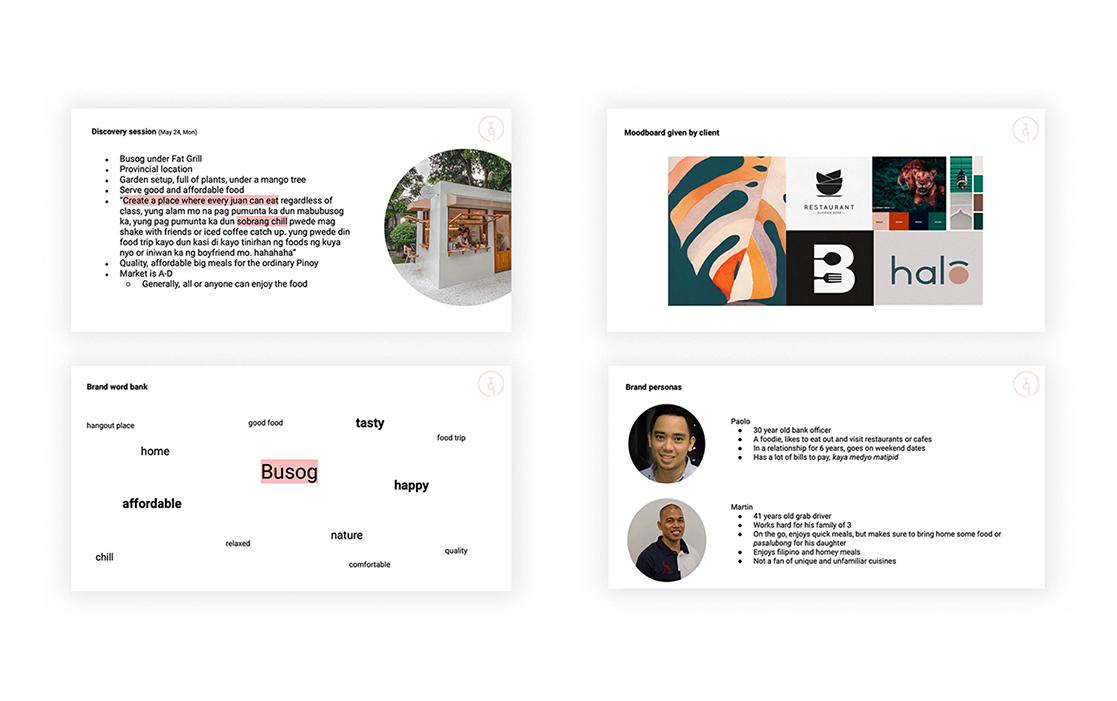 Discovery session (May 24, Mon)
• Busog under Fat Grill
• Provincial location
• Garden setup, full of plants, under a mango tree
• Serve good and affordable food
• “Create a place where every juan can eat regardless of
class, yung alam mo na pag pumunta ka dun mabubusog
ka, yung pag pumunta ka dun sobrang chill pwede mag
shake with friends or iced coffee catch up. yung pwede din
food trip kayo dun kasi di kayo tinirhan ng foods ng kuya
nyo or iniwan ka ng boyfriend mo. hahahaha”
• Quality, affordable big meals for the ordinary Pinoy
• Market is A-D
○ Generally, all or anyone can enjoy the food
Moodboard given by client
RESTAURANT
B
halo
Brand word bank
hangout place
good food
tasty
food trip
home
Busog
happy
affordable
nature
relaxed
quality
chill
comfortable
Brand personas
Paolo
• 30 year old bank officer
• A foodie, likes to eat out and visit restaurants or cafes
• In a relationship for 6 years, goes on weekend dates
• Has a lot of bills to pay, kaya medyo matipid
Martin
• 41 years old grab driver
• Works hard for his family of 3
• On the go, enjoys quick meals, but makes sure to bring home some food or
pasalubong for his daughter
• Enjoys filipino and homey meals
• Not a fan of unique and unfamiliar cuisines